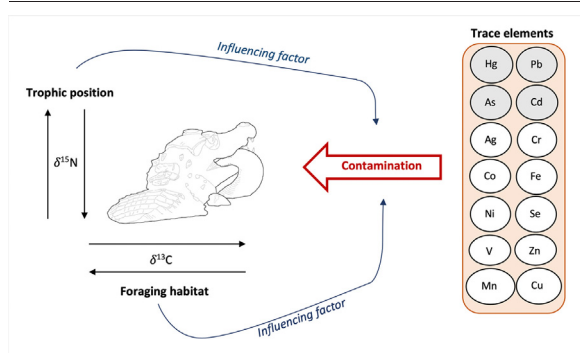 Trace elements
Influencing factor
Hg Pb
Trophic position
As Cd
Ag Cr
δ15N
Contamination
Co Fe
Ni Se
δ13C
V Zn
Foraging habitat
Mn Cu
Influencing factor